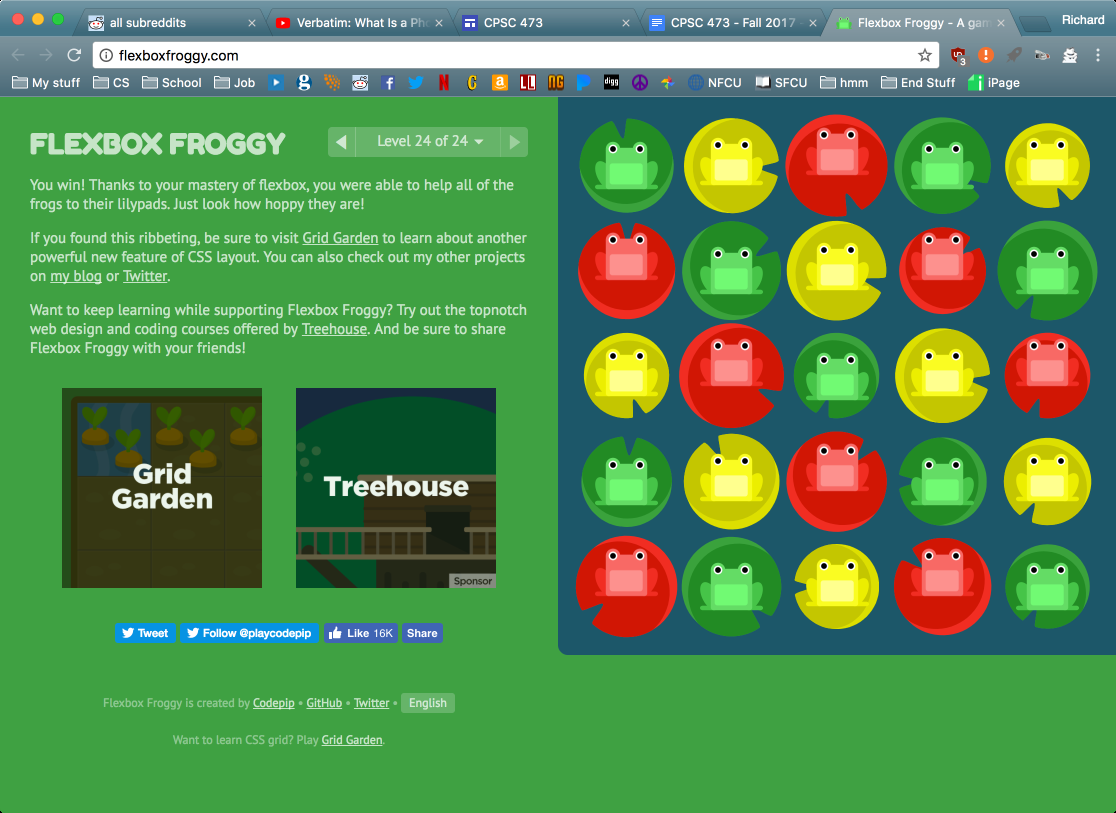 all subreddits
Verbatim: What Is a Pho
CPSC 473
CPSC 473 - Fall 2017 -
Flexbox Froggy - A gam
Richard
flexboxfroggy.com
3
My stuff
CS
School
Job
NFCU
SFCU
hmm
End Stuff
iPage
FLEXBOX FROGGY
Level 24 of 24
You win! Thanks to your mastery of flexbox, you were able to help all of the
frogs to their lilypads. Just look how hoppy they are!
If you found this ribbeting, be sure to visit Grid Garden to learn about another
powerful new feature of CSS layout. You can also check out my other projects
on my blog or Twitter.
Want to keep learning while supporting Flexbox Froggy? Try out the topnotch
web design and coding courses offered by Treehouse. And be sure to share
Flexbox Froggy with your friends!
Grid
Garden
Treehouse
Sponsor
Tweet
Follow @playcodepip
Like 16K
Share
Flexbox Froggy is created by Codepip • GitHub • Twitter • English
Want to learn CSS grid? Play Grid Garden.